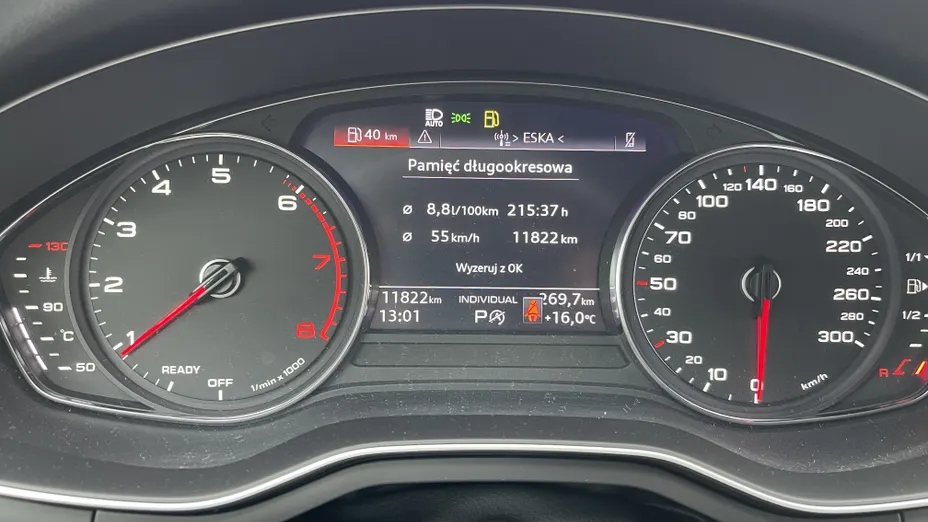 AUTO
40 km
> ESKA <
Pamięć długookresowa
Ø 8,8l/100km 215:37 h
Ø 55 km/h 11822 km
Wyzeruj z OK
11822km INDIVIDUAL 269,7km
13:01 P +16,0°C
130
90
°C
50
1
2
3
4
5
6
7
8
READY
OFF
1/min x 1000
0
10
20
30
40
50
60
70
80
100
120
140
160
180
200
220
240
260
280
300
km/h
1/1
1/2
R